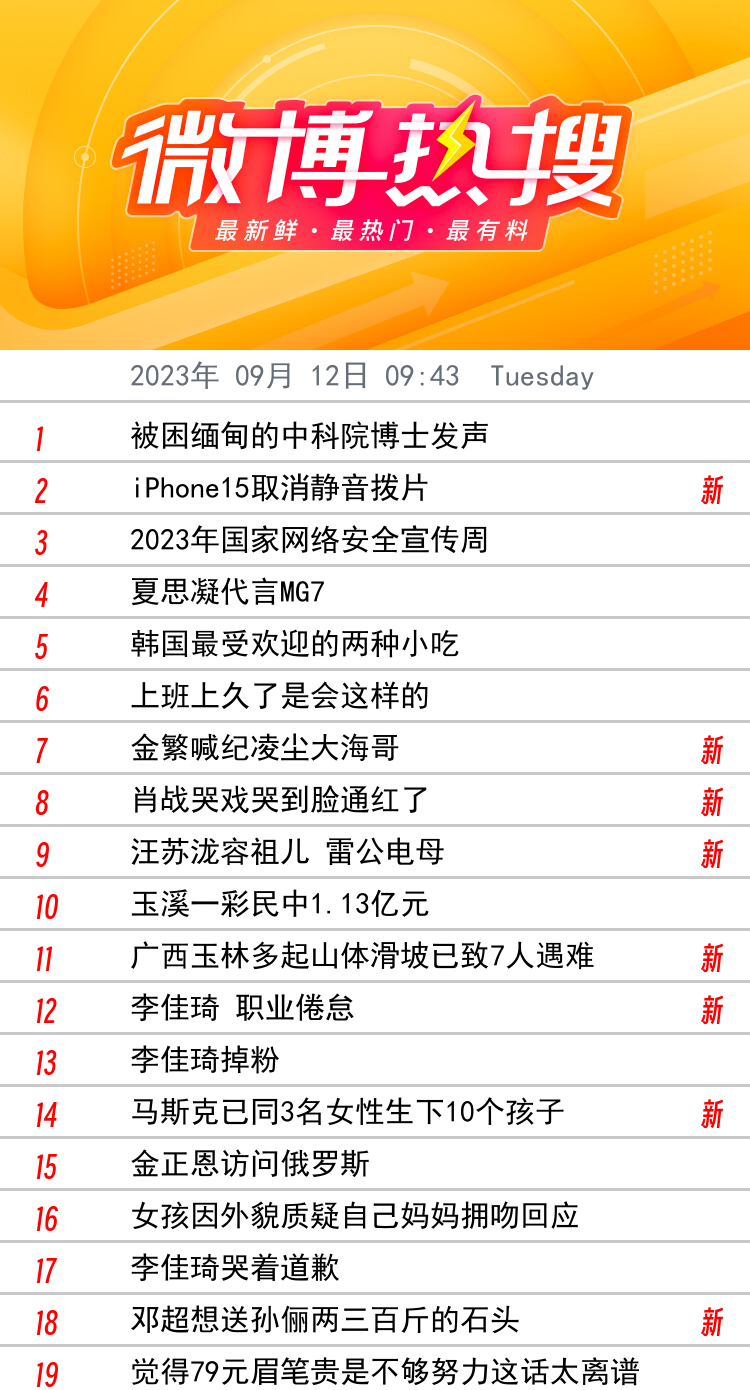 微博热搜
最新鲜·最热门·最有料
2023年 09月 12日 09:43 Tuesday
1 被困缅甸的中科院博士发声
2 iPhone15取消静音拨片 新
3 2023年国家网络安全宣传周
4 夏思凝代言MG7
5 韩国最受欢迎的两种小吃
6 上班上久了是会这样的
7 金繁喊纪凌尘大海哥 新
8 肖战哭戏哭到脸通红了 新
9 汪苏泷容祖儿 雷公电母 新
10 玉溪一彩民中1.13亿元
11 广西玉林多起山体滑坡已致7人遇难 新
12 李佳琦 职业倦怠 新
13 李佳琦掉粉
14 马斯克已同3名女性生下10个孩子 新
15 金正恩访问俄罗斯
16 女孩因外貌质疑自己妈妈拥吻回应
17 李佳琦哭着道歉
18 邓超想送孙俪两三百斤的石头 新
19 觉得79元眉笔贵是不够努力这话太离谱